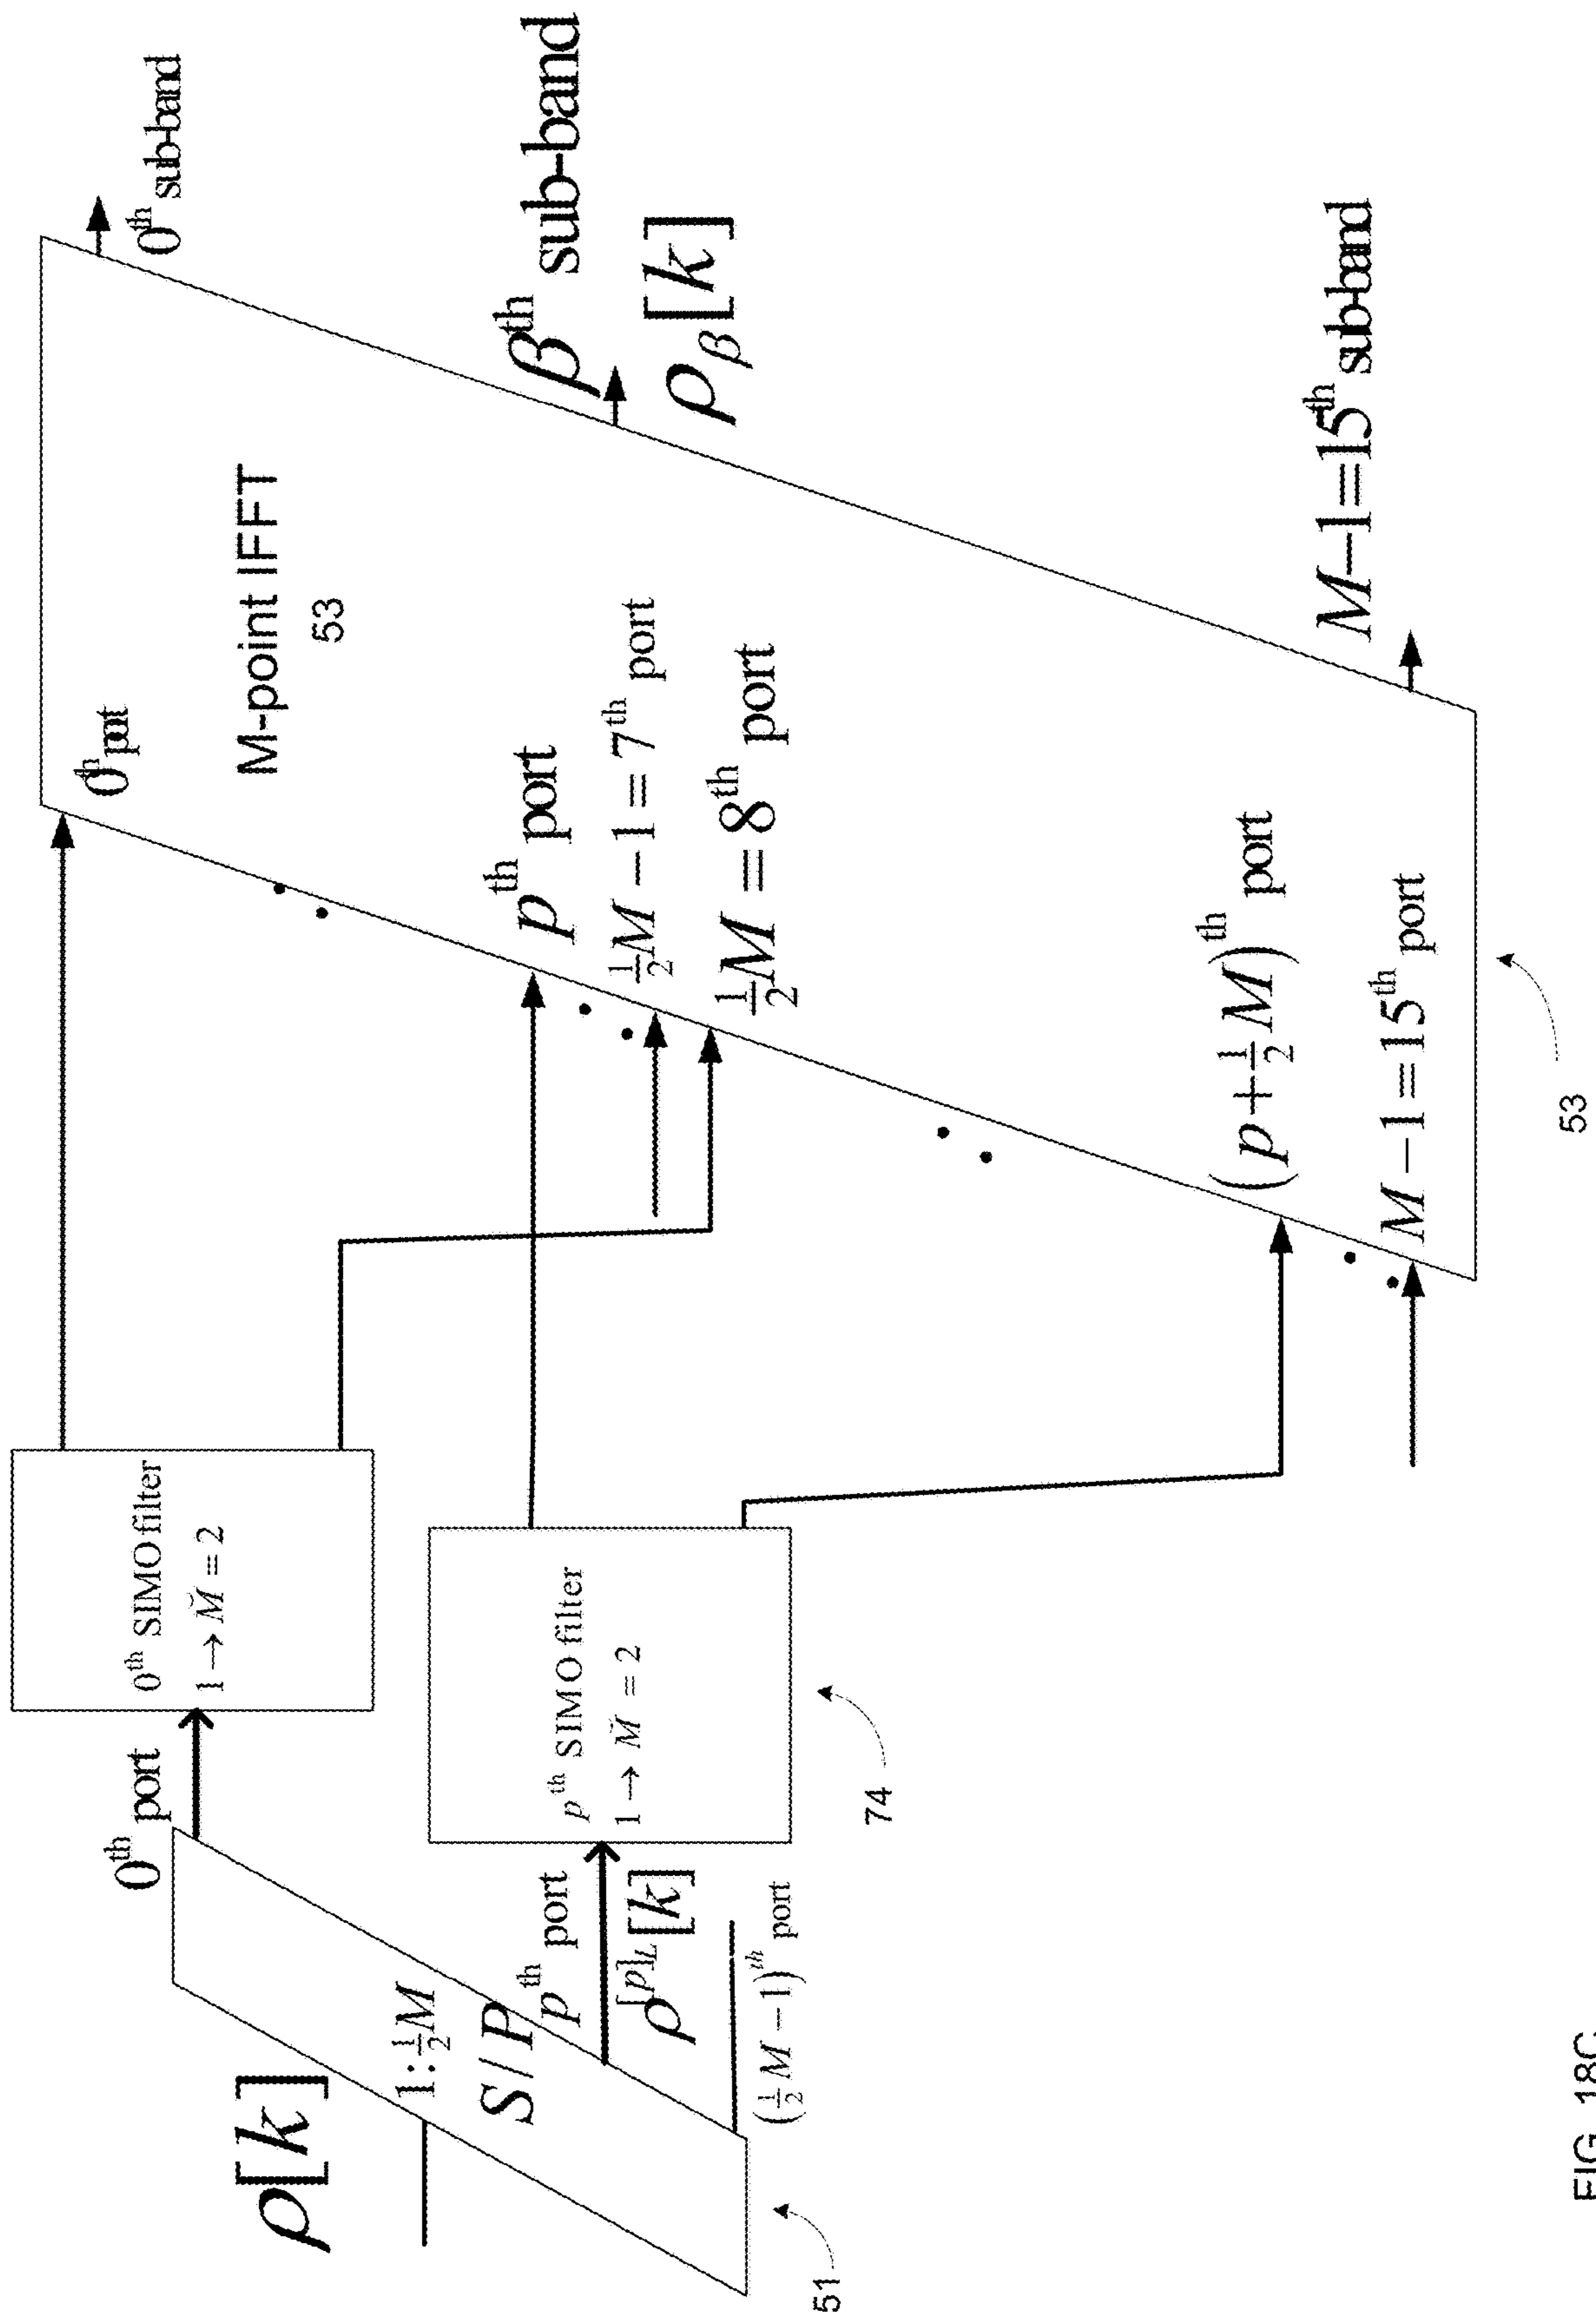 ρ[k]
1:½M
S/P
51
0th port
pth port
ρ[p]L[k]
(½M−1)th port
0th SIMO filter
1→M̆=2
pth SIMO filter
1→M̆=2
74
0th port
M-point IFFT
53
pth port
½M−1=7th port
½M=8th port
(p+½M)th port
M−1=15th port
53
0th sub-band
βth sub-band
ρβ[k]
M−1=15th sub-band
FIG. 18C